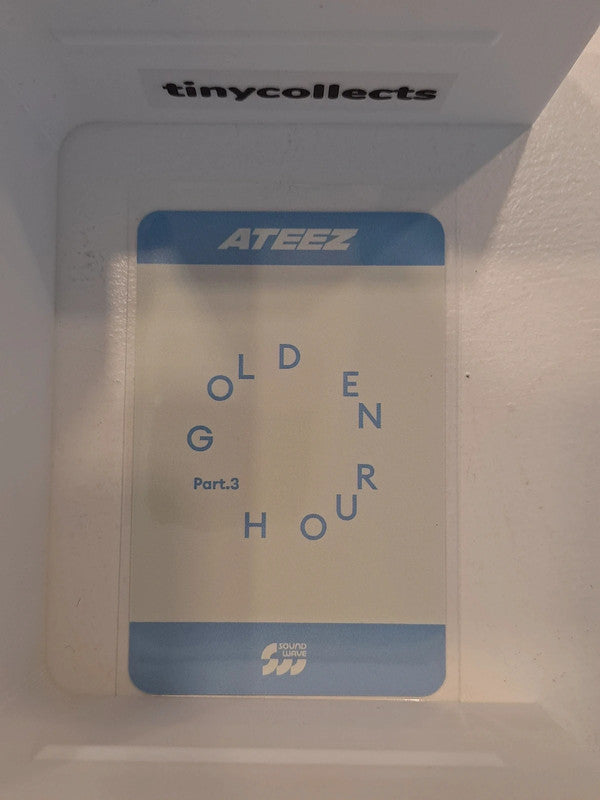 tinycollects
ATEEZ
GOLDEN
HOUR
Part.3
SOUND
WAVE